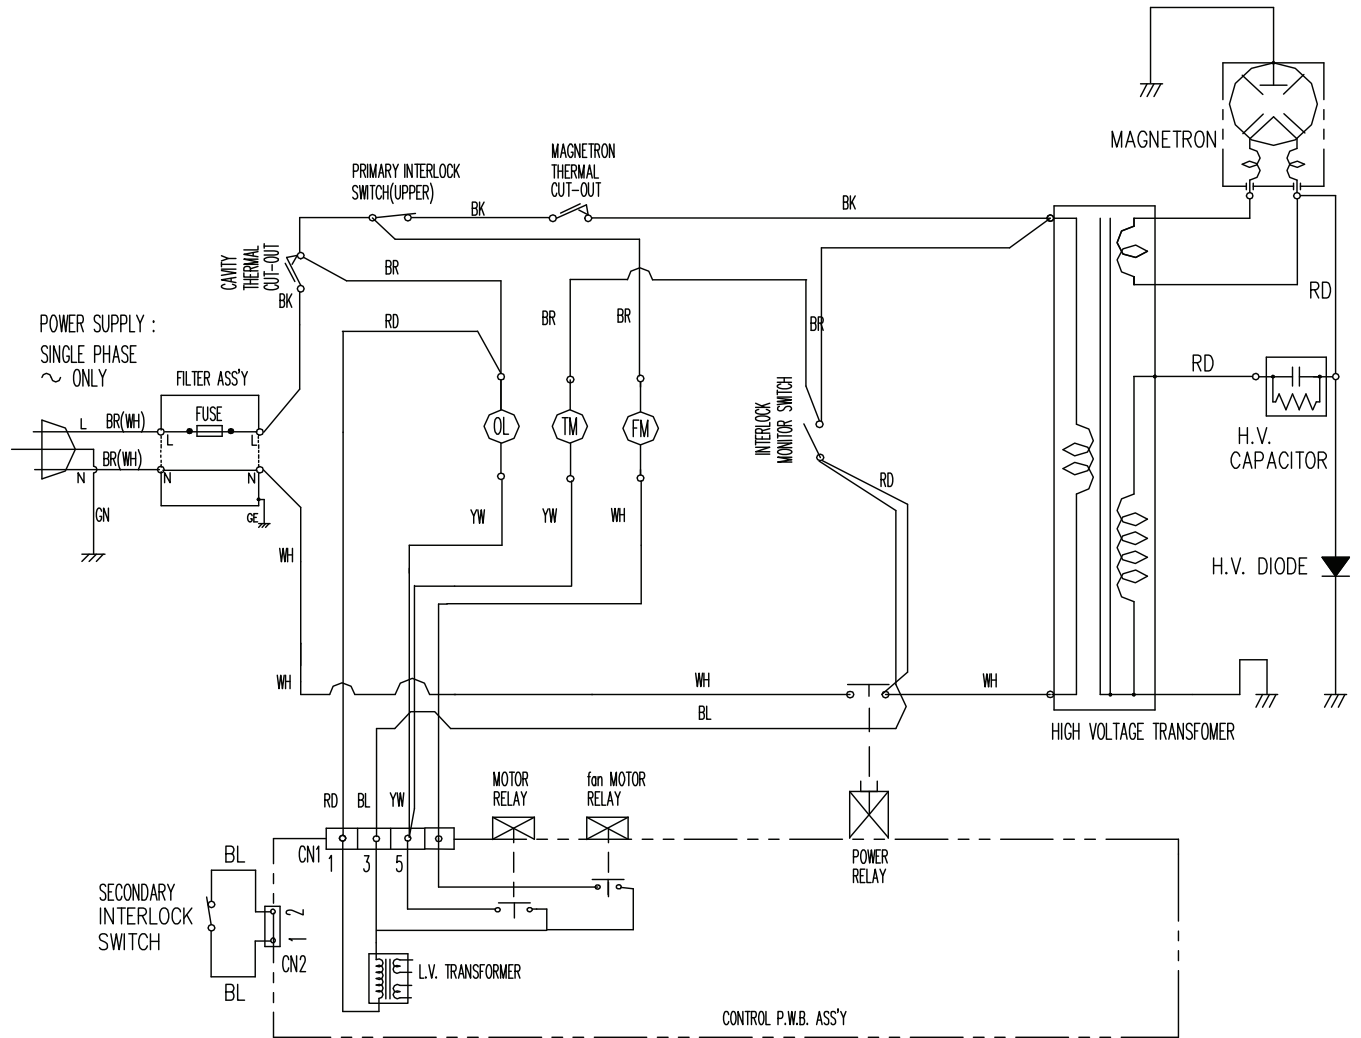 MAGNETRON
PRIMARY INTERLOCK
SWITCH(UPPER)
MAGNETRON
THERMAL
CUT-OUT
BK
BK
CAVITY
THERMAL
CUT-OUT
BR
BK
RD
BR
BR
BR
RD
POWER SUPPLY :
SINGLE PHASE
~ ONLY
FILTER ASS'Y
FUSE
L
BR(WH)
L
L
BR(WH)
N
N
N
GN
GE
OL
TM
FM
INTERLOCK
MONITOR SWITCH
RD
RD
H.V.
CAPACITOR
H.V. DIODE
YW
YW
WH
WH
WH
WH
WH
BL
HIGH VOLTAGE TRANSFOMER
RD
BL
YW
MOTOR
RELAY
fan MOTOR
RELAY
POWER
RELAY
CN1
1
3
5
BL
SECONDARY
INTERLOCK
SWITCH
2
1
CN2
BL
L.V. TRANSFORMER
CONTROL P.W.B. ASS'Y